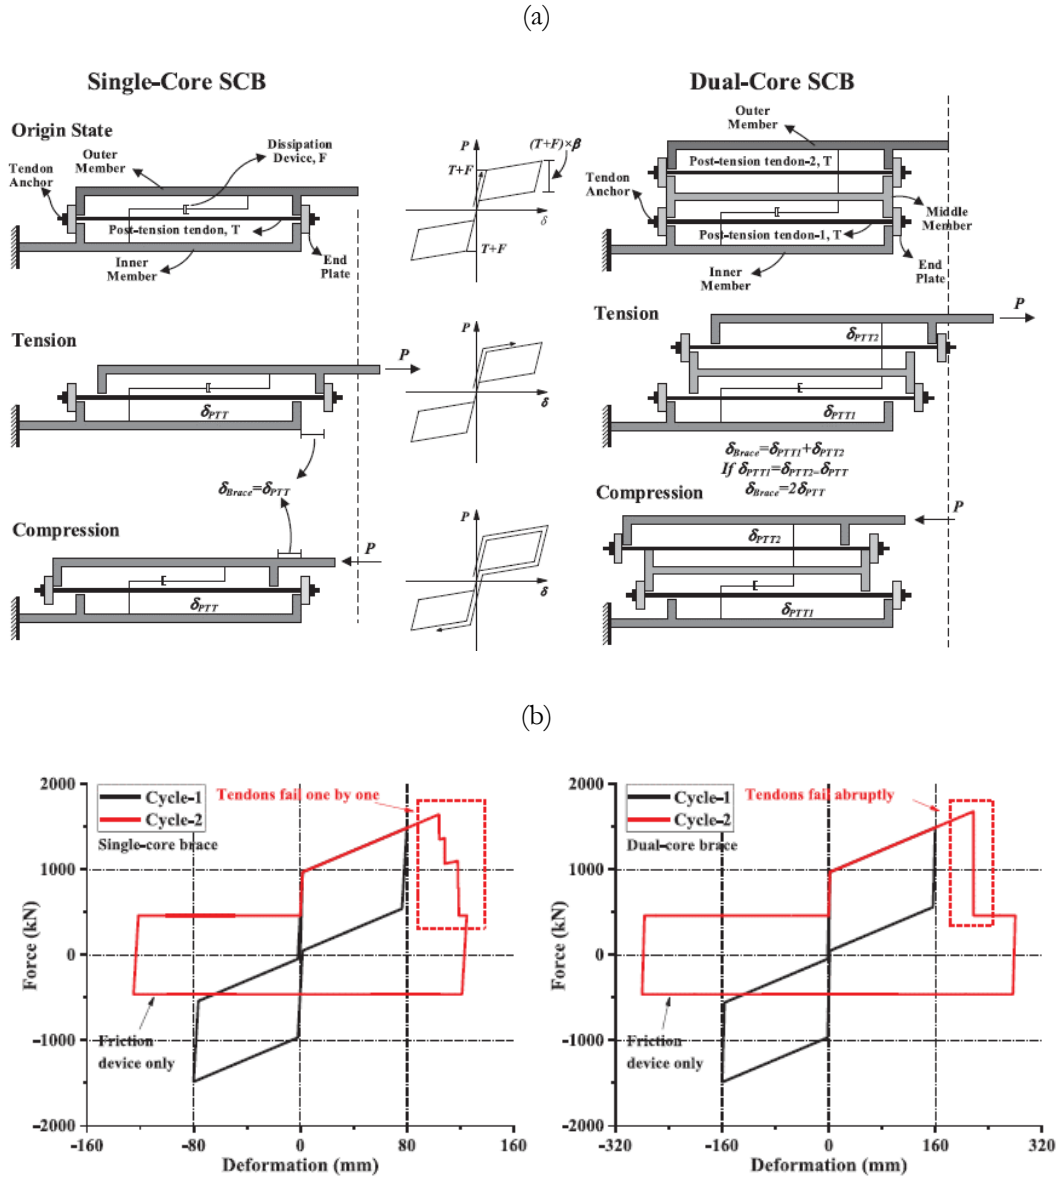 (a)
Single-Core SCB
Dual-Core SCB
Origin State
Outer
Member
Dissipation
Device, F
Tendon
Anchor
Post-tension tendon, T
Inner
Member
End
Plate
P
T+F
(T+F)×β
δ
T+F
Outer
Member
Post-tension tendon-2, T
Tendon
Anchor
Middle
Member
Post-tension tendon-1, T
Inner
Member
End
Plate
Tension
P
δPTT
δBrace=δPTT
P
δ
Tension
P
δPTT2
δPTT1
δBrace=δPTT1+δPTT2
If δPTT1=δPTT2=δPTT
δBrace=2δPTT
Compression
P
δPTT
P
δ
Compression
P
δPTT2
δPTT1
(b)
2000
1000
0
−1000
−2000
Force (kN)
Cycle-1
Cycle-2
Single-core brace
Tendons fail one by one
Friction
device only
-160
-80
0
80
160
Deformation (mm)
2000
1000
0
−1000
−2000
Force (kN)
Cycle-1
Cycle-2
Dual-core brace
Tendons fail abruptly
Friction
device only
-320
-160
0
160
320
Deformation (mm)